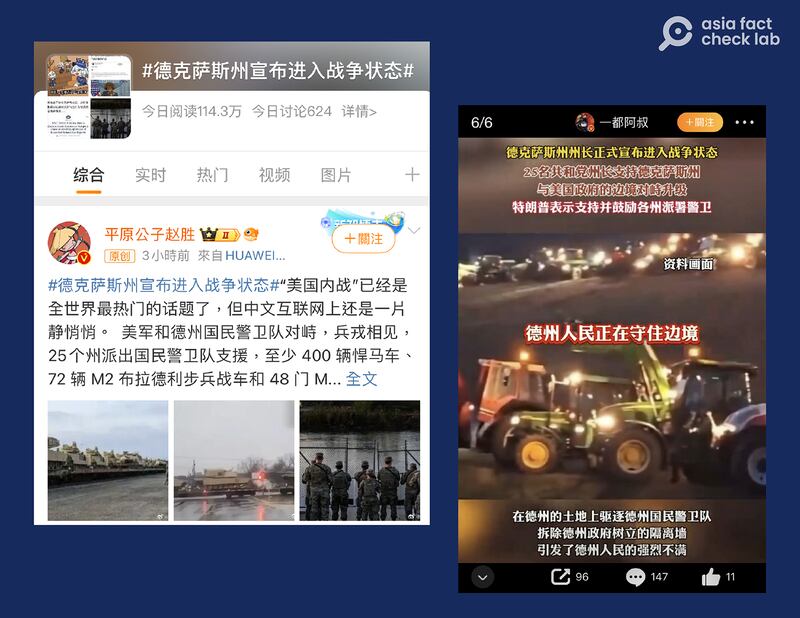 asia fact
check lab
#德克萨斯州宣布进入战争状态#
今日阅读114.3万 今日讨论624 详情>
综合 实时 热门 视频 图片 +
平原公子赵胜 II
+關注
原创 3小時前 來自HUAWEI...
#德克萨斯州宣布进入战争状态#“美国内战”已经是
全世界最热门的话题了，但中文互联网上还是一片
静悄悄。 美军和德州国民警卫队对峙，兵戎相见，
25个州派出国民警卫队支援，至少 400 辆悍马车、
72 辆 M2 布拉德利步兵战车和 48 门 M... 全文
6/6 一都阿叔 +關注
德克萨斯州州长正式宣布进入战争状态
25名共和党州长支持德克萨斯州
与美国政府的边境对峙升级
特朗普表示支持并鼓励各州派署警卫
资料画面
德州人民正在守住边境
在德州的土地上驱逐德州国民警卫队
拆除德州政府树立的隔离墙
引发了德州人民的强烈不满
96 147 11